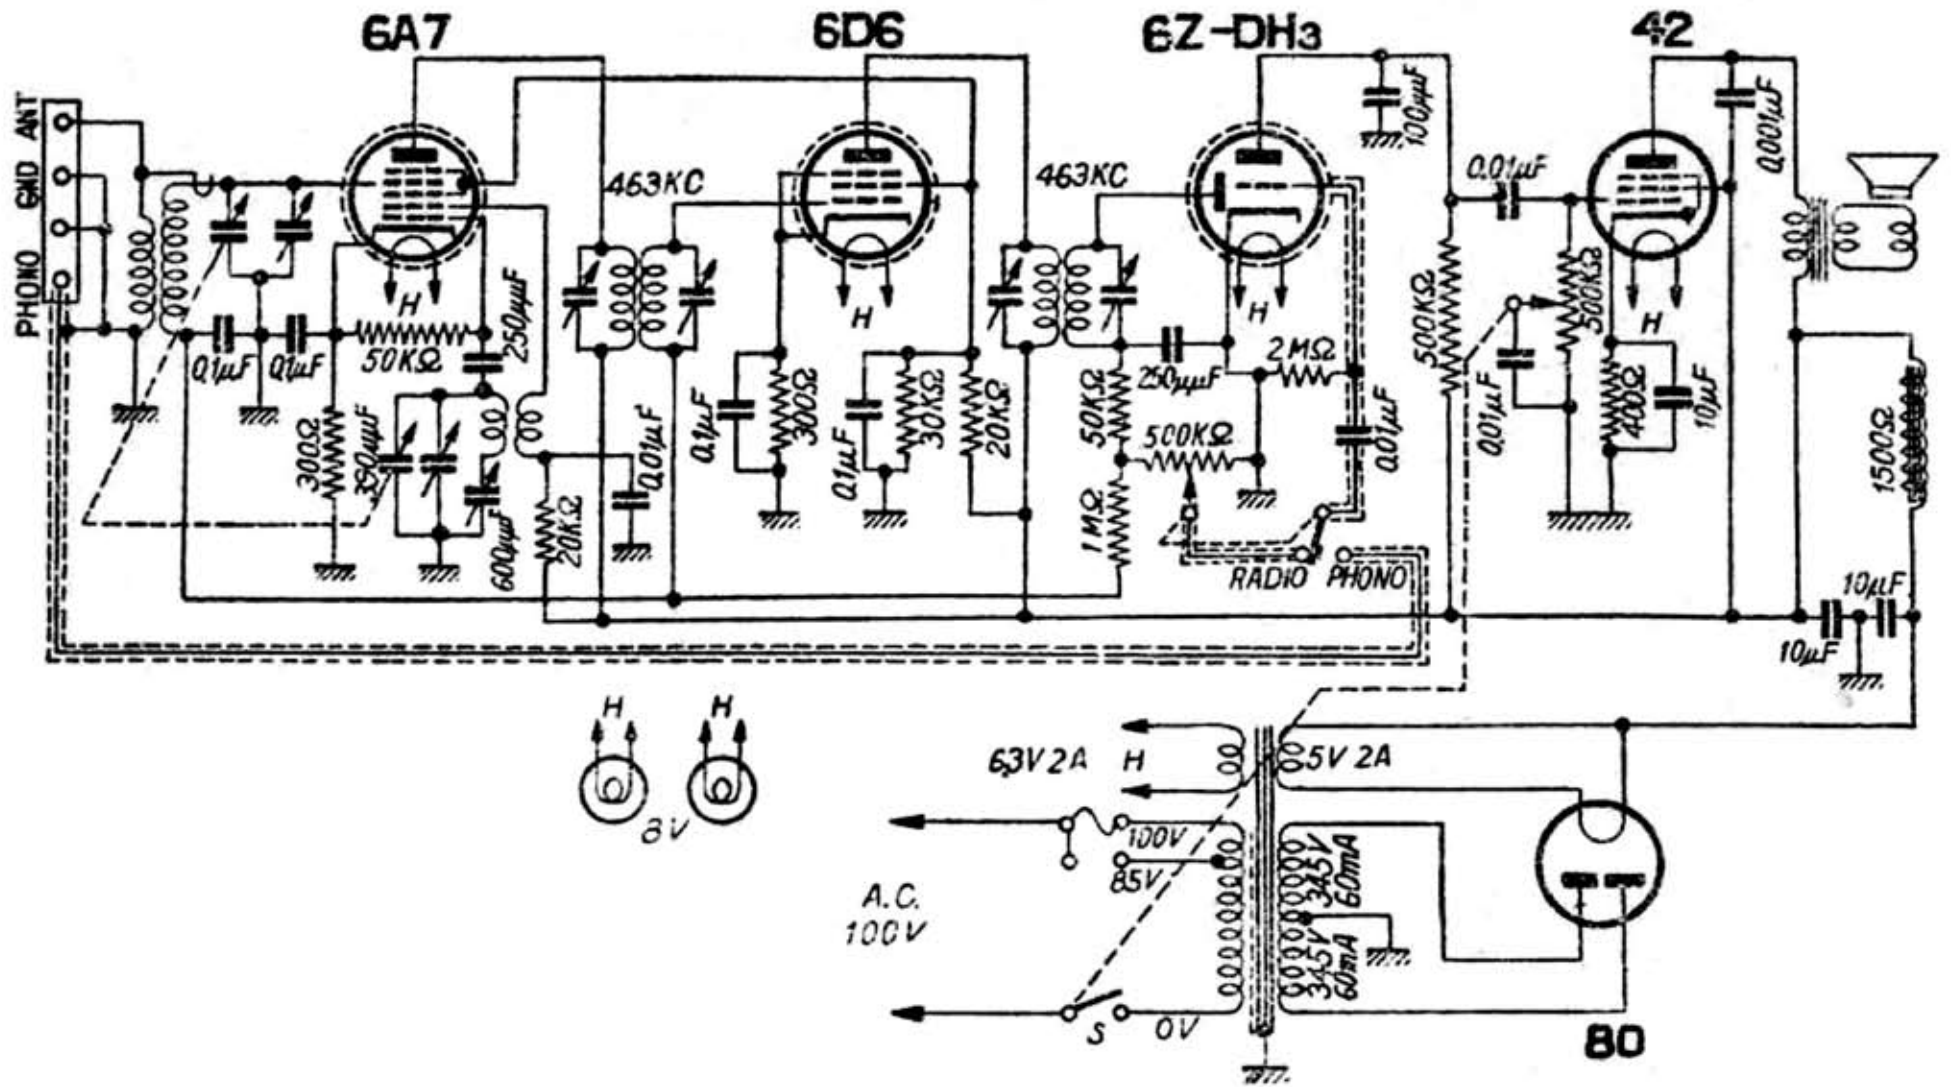 6A7
6D6
6Z-DH3
42
ANT
GND
PHONO
463KC
463KC
100μμF
0.01μF
0.001μF
0.1μF
0.1μF
50KΩ
250μμF
300Ω
350μμF
600μμF
20KΩ
0.01μF
0.1μF
300Ω
0.1μF
30KΩ
20KΩ
250μμF
2MΩ
50KΩ
500KΩ
0.01μF
1MΩ
500KΩ
500KΩ
0.01μF
400Ω
10μF
1500Ω
H
H
H
H
RADIO
PHONO
10μF
10μF
H
H
8V
6.3V 2A
H
5V 2A
A.C.
100V
100V
85V
0V
S
345V
60mA
345V
60mA
80